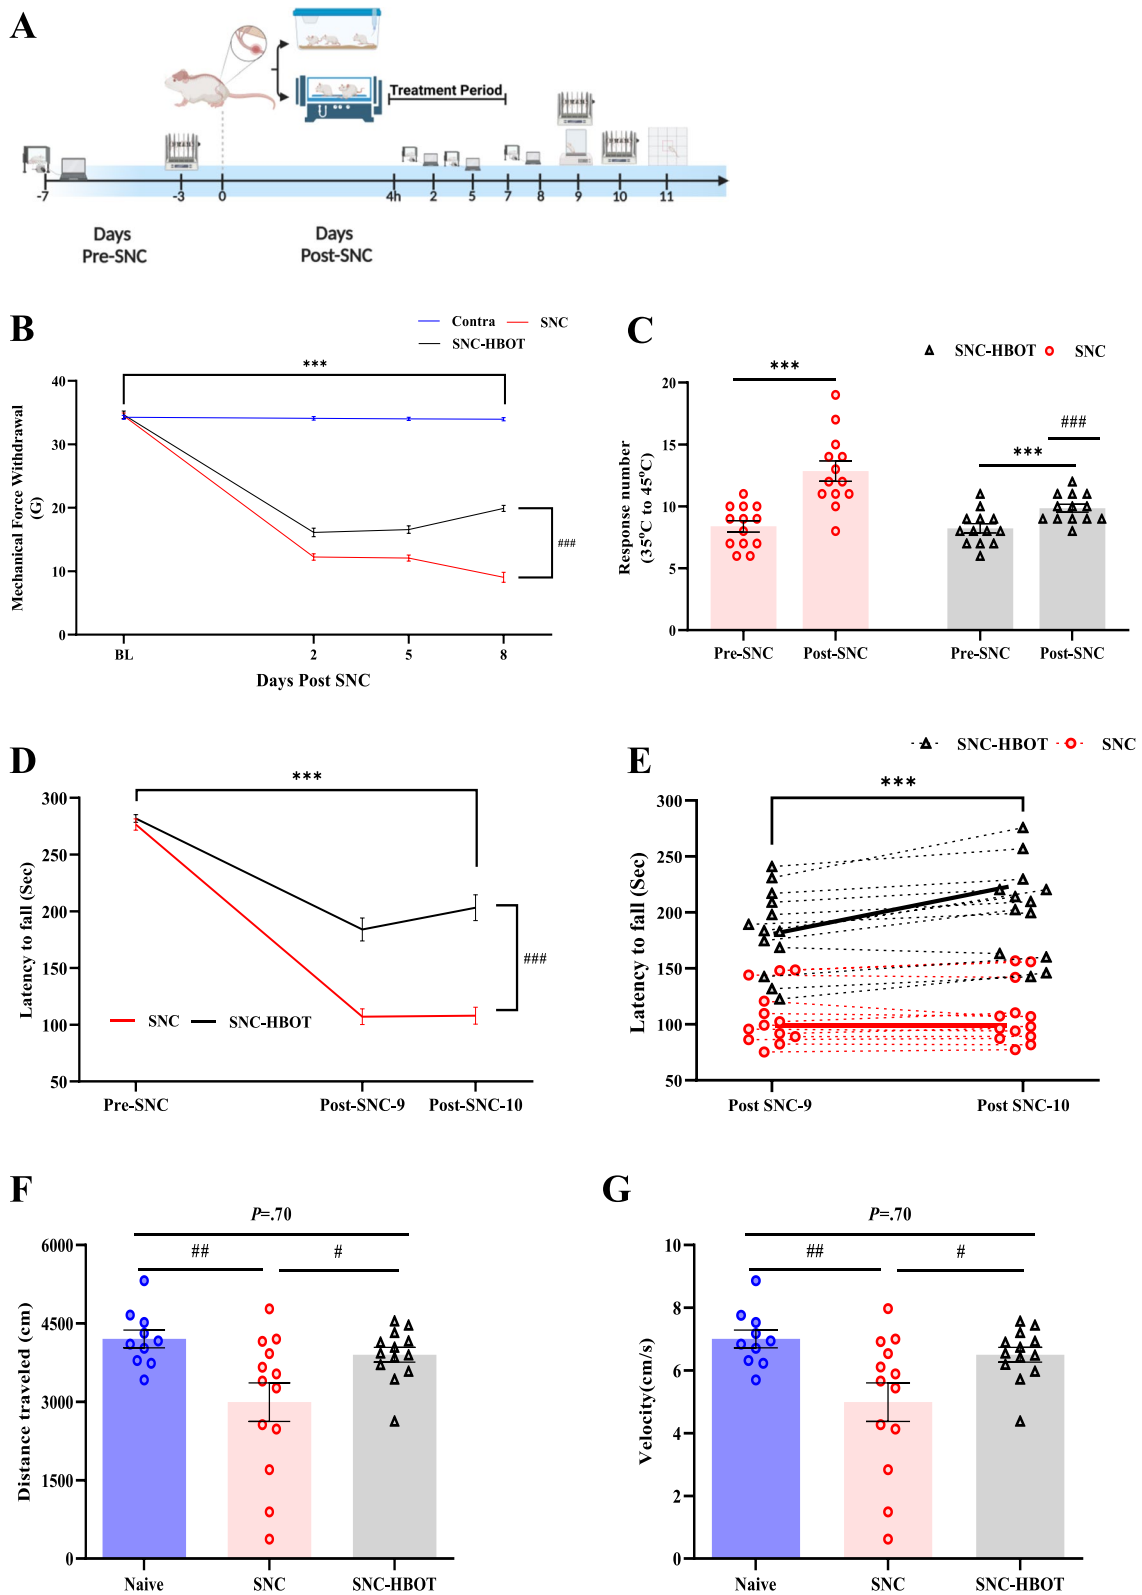 A
Treatment Period
-7 -3 0 4h 2 5 7 8 9 10 11
Days
Pre-SNC
Days
Post-SNC
B
Contra SNC
SNC-HBOT
***
Mechanical Force Withdrawal
(G)
40
30
20
10
0
###
BL 2 5 8
Days Post SNC
C
SNC-HBOT SNC
***
***
###
Response number
(35°C to 45°C)
20
15
10
5
0
Pre-SNC Post-SNC Pre-SNC Post-SNC
D
***
Latency to fall (Sec)
300
250
200
150
100
50
###
SNC SNC-HBOT
Pre-SNC Post-SNC-9 Post-SNC-10
E
SNC-HBOT SNC
***
Latency to fall (Sec)
300
250
200
150
100
50
Post SNC-9 Post SNC-10
F
P=.70
## #
Distance traveled (cm)
6000
4500
3000
1500
0
Naive SNC SNC-HBOT
G
P=.70
## #
Velocity(cm/s)
10
8
6
4
2
0
Naive SNC SNC-HBOT